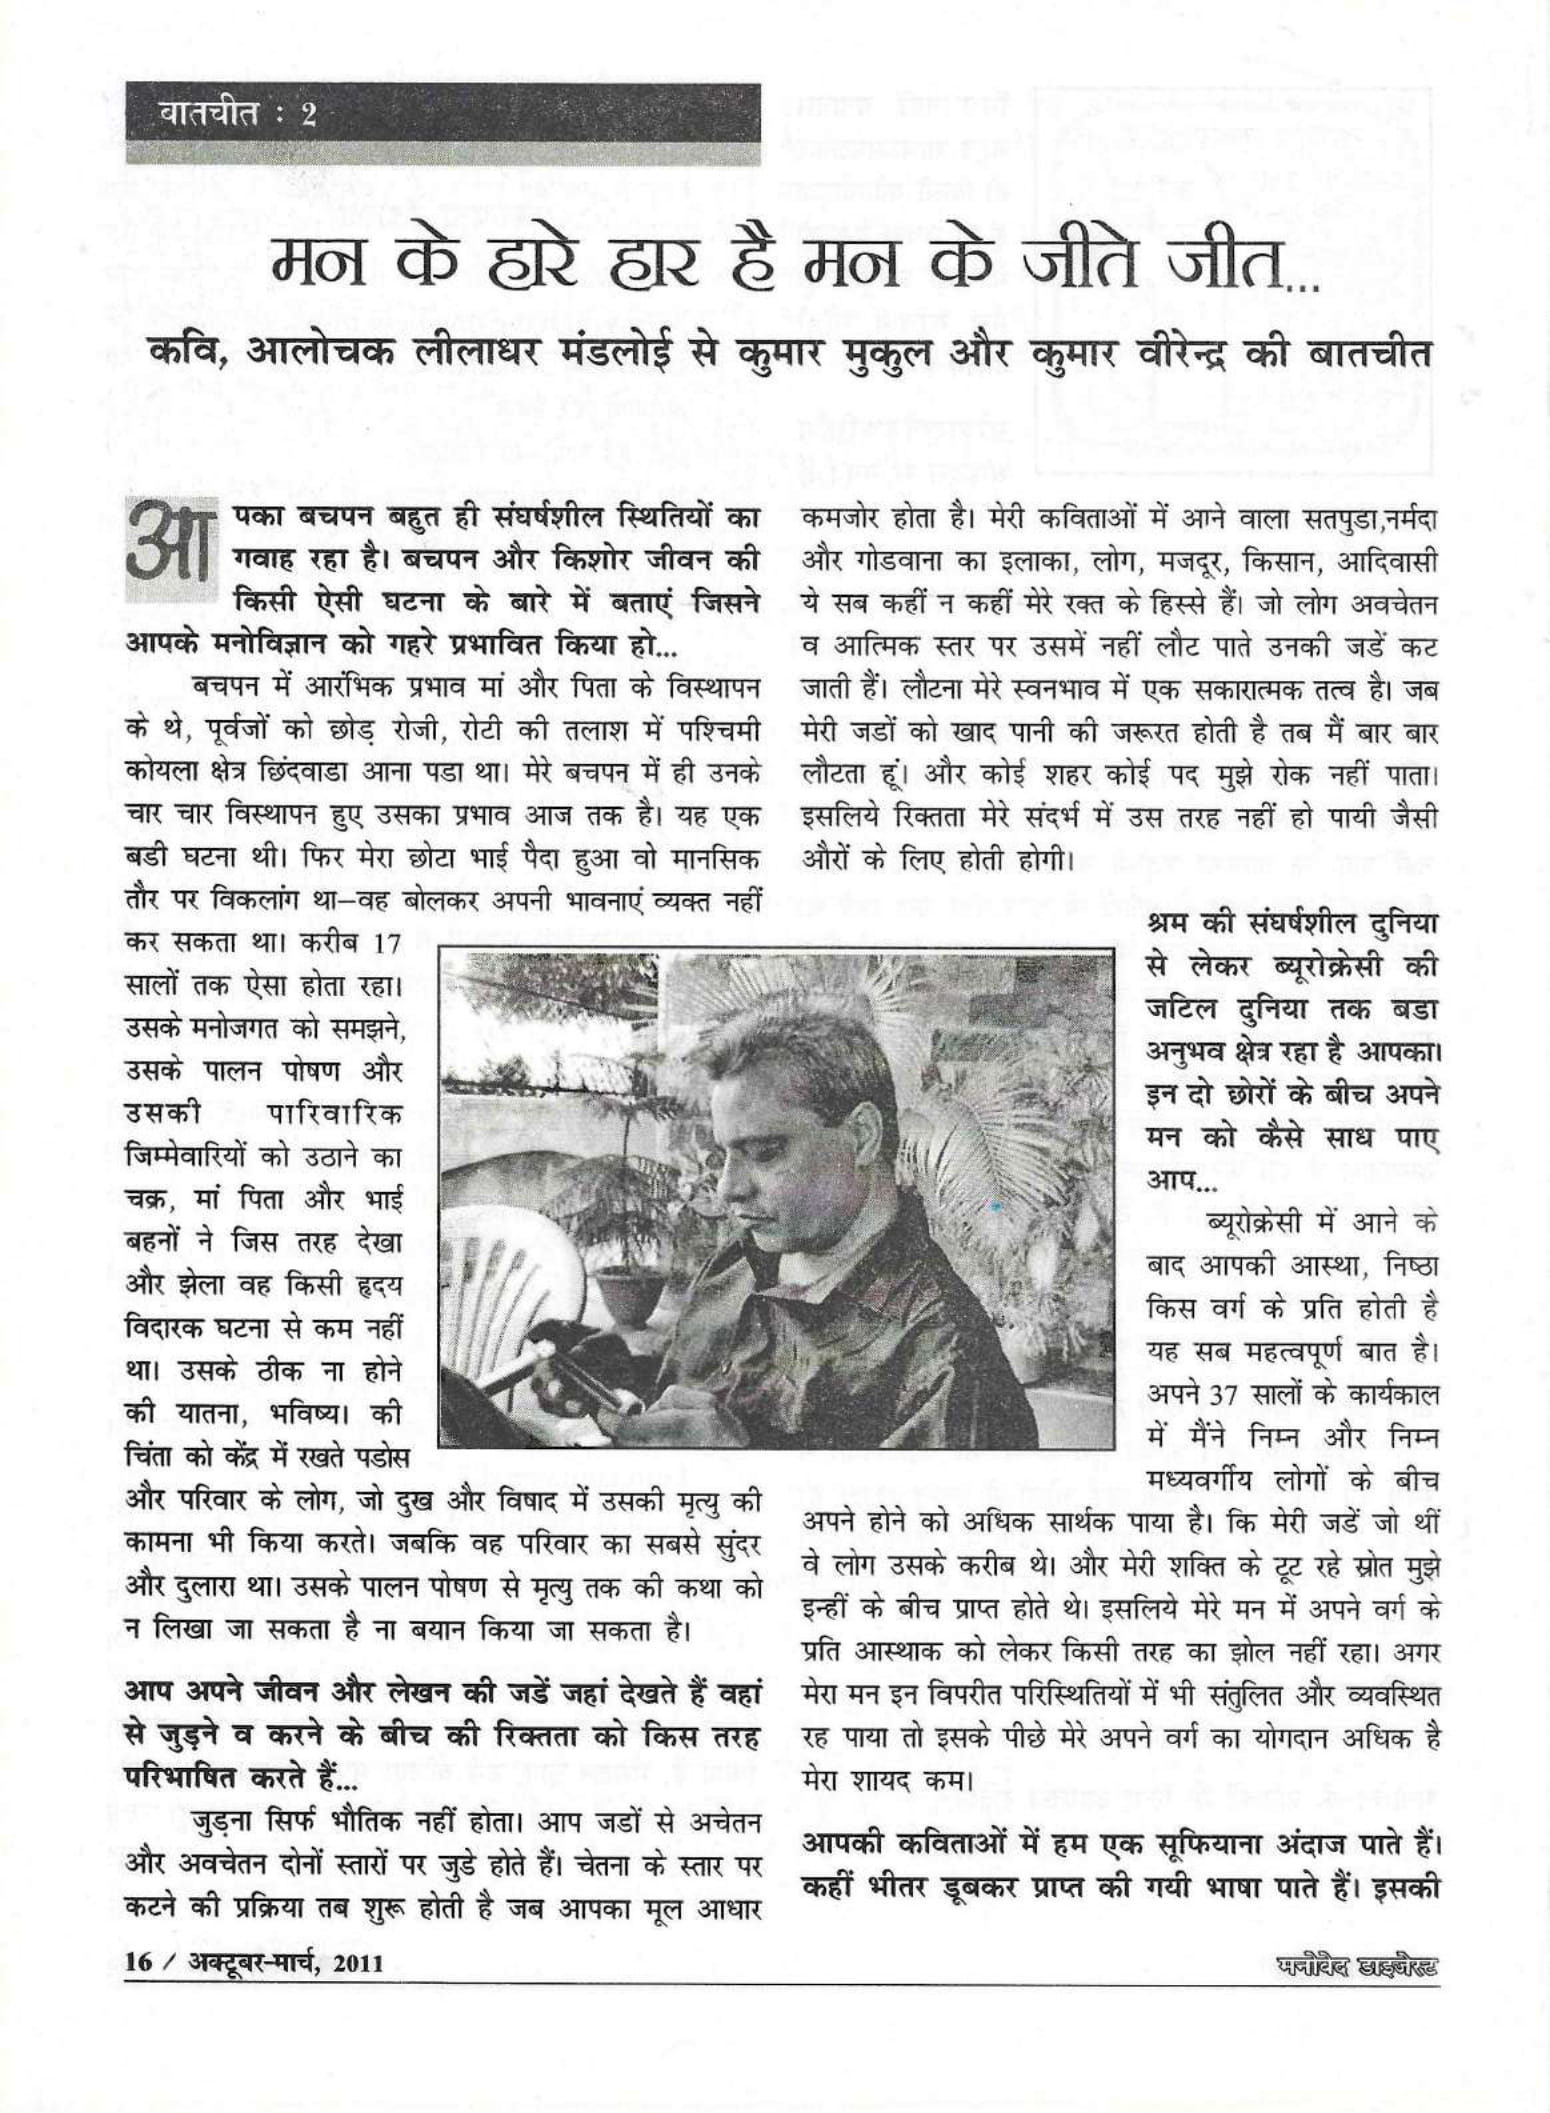 वातचीत : 2
मन के हारे हार है मन के जीते जीत...
कवि, आलोचक लीलाधर मंडलोई से कुमार मुकुल और कुमार वीरेन्द्र की बातचीत
आपका बचपन बहुत ही संघर्षशील स्थितियों का
गवाह रहा है। बचपन और किशोर जीवन की
किसी ऐसी घटना के बारे में बताएं जिसने
आपके मनोविज्ञान को गहरे प्रभावित किया हो...
बचपन में आरंभिक प्रभाव मां और पिता के विस्थापन
के थे, पूर्वजों को छोड़ रोजी, रोटी की तलाश में पश्चिमी
कोयला क्षेत्र छिंदवाडा आना पडा था। मेरे बचपन में ही उनके
चार चार विस्थापन हुए उसका प्रभाव आज तक है। यह एक
बडी घटना थी। फिर मेरा छोटा भाई पैदा हुआ वो मानसिक
तौर पर विकलांग था–वह बोलकर अपनी भावनाएं व्यक्त नहीं
कर सकता था। करीब 17
सालों तक ऐसा होता रहा।
उसके मनोजगत को समझने,
उसके पालन पोषण और
उसकी पारिवारिक
जिम्मेवारियों को उठाने का
चक्र, मां पिता और भाई
बहनों ने जिस तरह देखा
और झेला वह किसी हृदय
विदारक घटना से कम नहीं
था। उसके ठीक ना होने
की यातना, भविष्य। की
चिंता को केंद्र में रखते पडोस
और परिवार के लोग, जो दुख और विषाद में उसकी मृत्यु की
कामना भी किया करते। जबकि वह परिवार का सबसे सुंदर
और दुलारा था। उसके पालन पोषण से मृत्यु तक की कथा को
न लिखा जा सकता है ना बयान किया जा सकता है।
आप अपने जीवन और लेखन की जडें जहां देखते हैं वहां
से जुड़ने व करने के बीच की रिक्तता को किस तरह
परिभाषित करते हैं...
जुड़ना सिर्फ भौतिक नहीं होता। आप जडों से अचेतन
और अवचेतन दोनों स्तारों पर जुडे होते हैं। चेतना के स्तार पर
कटने की प्रक्रिया तब शुरू होती है जब आपका मूल आधार
कमजोर होता है। मेरी कविताओं में आने वाला सतपुडा,नर्मदा
और गोडवाना का इलाका, लोग, मजदूर, किसान, आदिवासी
ये सब कहीं न कहीं मेरे रक्त के हिस्से हैं। जो लोग अवचेतन
व आत्मिक स्तर पर उसमें नहीं लौट पाते उनकी जडें कट
जाती हैं। लौटना मेरे स्वनभाव में एक सकारात्मक तत्व है। जब
मेरी जडों को खाद पानी की जरूरत होती है तब मैं बार बार
लौटता हूं। और कोई शहर कोई पद मुझे रोक नहीं पाता।
इसलिये रिक्तता मेरे संदर्भ में उस तरह नहीं हो पायी जैसी
औरों के लिए होती होगी।
श्रम की संघर्षशील दुनिया
से लेकर ब्यूरोक्रेसी की
जटिल दुनिया तक बडा
अनुभव क्षेत्र रहा है आपका।
इन दो छोरों के बीच अपने
मन को कैसे साध पाए
आप...
ब्यूरोक्रेसी में आने के
बाद आपकी आस्था, निष्ठा
किस वर्ग के प्रति होती है
यह सब महत्वपूर्ण बात है।
अपने 37 सालों के कार्यकाल
में मैंने निम्न और निम्न
मध्यवर्गीय लोगों के बीच
अपने होने को अधिक सार्थक पाया है। कि मेरी जडें जो थीं
वे लोग उसके करीब थे। और मेरी शक्ति के टूट रहे स्रोत मुझे
इन्हीं के बीच प्राप्त होते थे। इसलिये मेरे मन में अपने वर्ग के
प्रति आस्थाक को लेकर किसी तरह का झोल नहीं रहा। अगर
मेरा मन इन विपरीत परिस्थितियों में भी संतुलित और व्यवस्थित
रह पाया तो इसके पीछे मेरे अपने वर्ग का योगदान अधिक है
मेरा शायद कम।
आपकी कविताओं में हम एक सूफियाना अंदाज पाते हैं।
कहीं भीतर डूबकर प्राप्त की गयी भाषा पाते हैं। इसकी
16 / अक्टूबर-मार्च, 2011
मनोवेद डाइजेस्ट